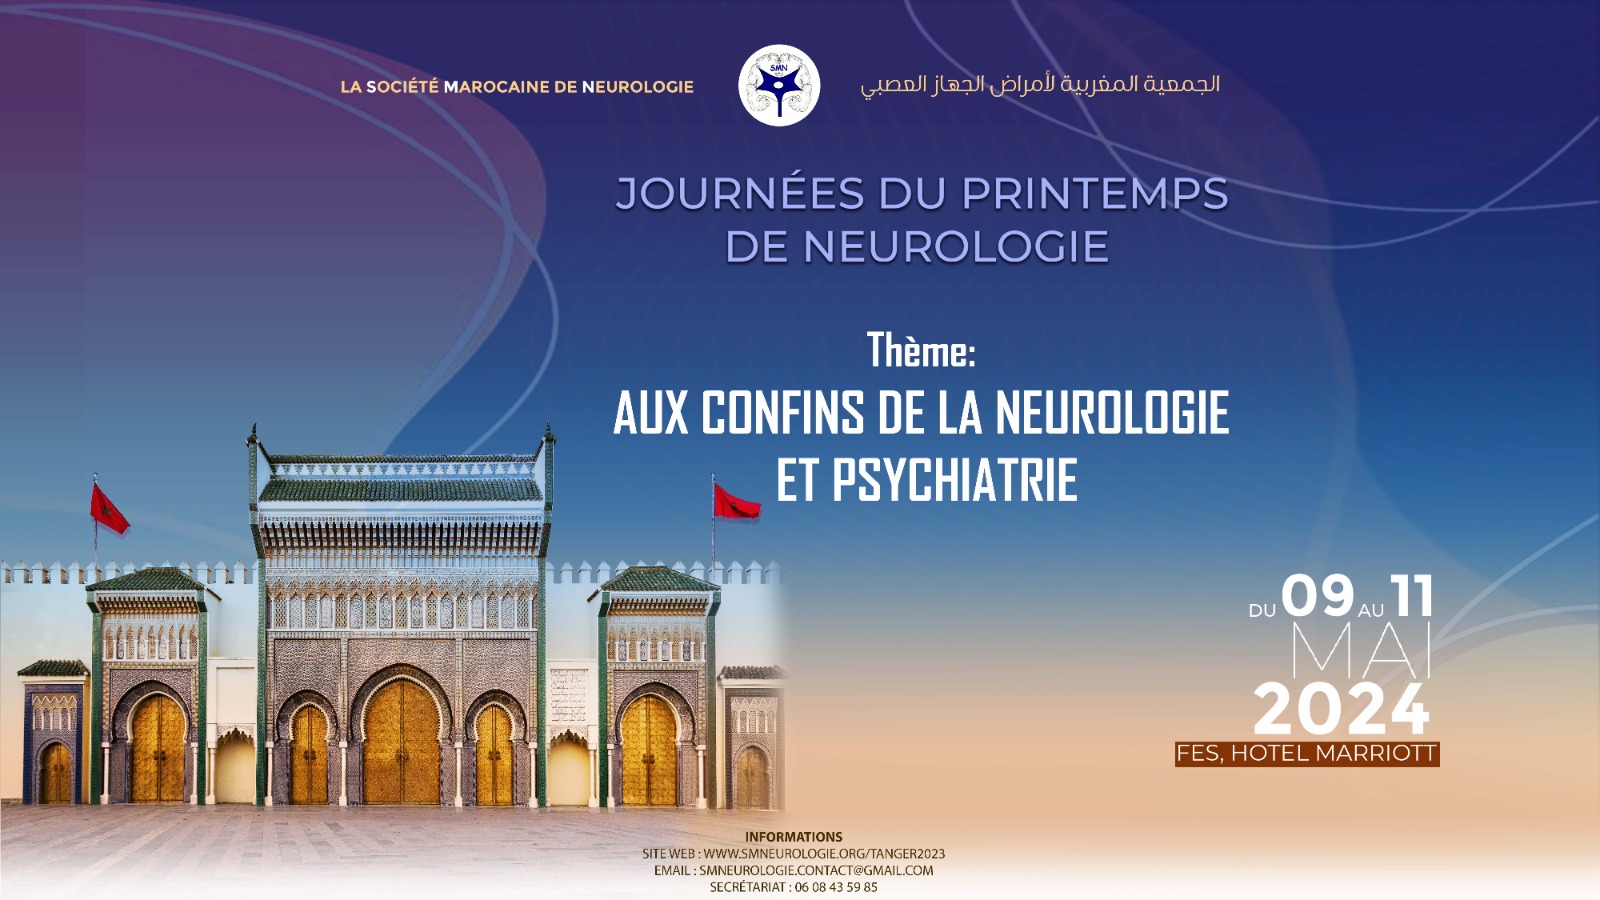 LA SOCIÉTÉ MAROCAINE DE NEUROLOGIE
SMN
الجمعية المغربية لأمراض الجهاز العصبي
JOURNÉES DU PRINTEMPS
DE NEUROLOGIE
Thème:
AUX CONFINS DE LA NEUROLOGIE
ET PSYCHIATRIE
DU 09 AU 11
MAI
2024
FES, HOTEL MARRIOTT
INFORMATIONS
SITE WEB : WWW.SMNEUROLOGIE.ORG/TANGER2023
EMAIL : SMNEUROLOGIE.CONTACT@GMAIL.COM
SECRÉTARIAT : 06 08 43 59 85